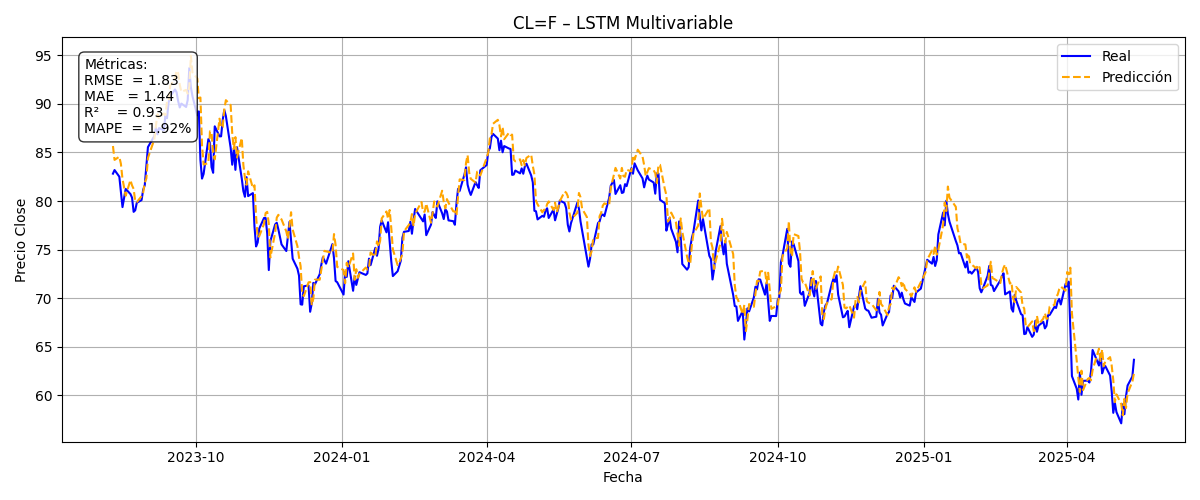 CL=F – LSTM Multivariable
Métricas:
RMSE = 1.83
MAE = 1.44
R² = 0.93
MAPE = 1.92%
Real
Predicción
Precio Close
95
90
85
80
75
70
65
60
2023-10
2024-01
2024-04
2024-07
2024-10
2025-01
2025-04
Fecha